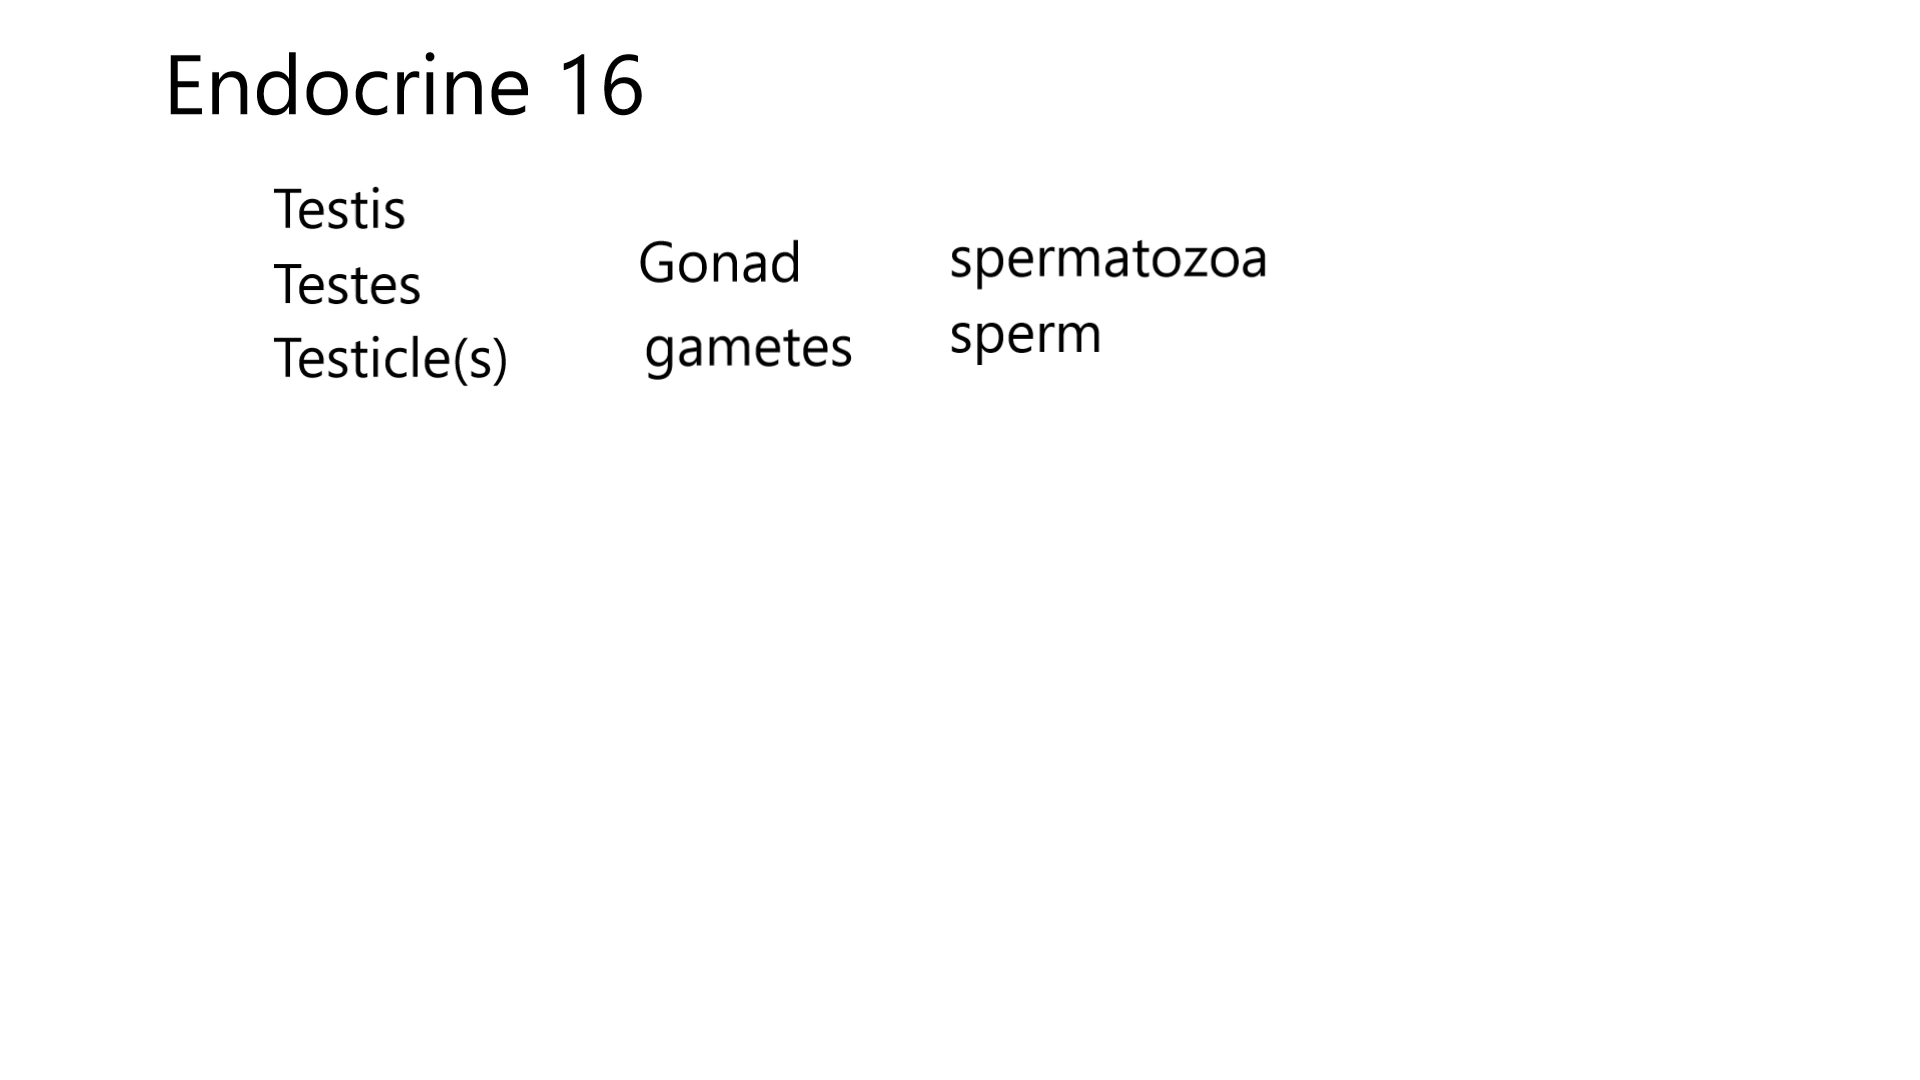 Endocrine 16
Testis
Testes
Testicle(s)
Gonad
gametes
spermatozoa
sperm